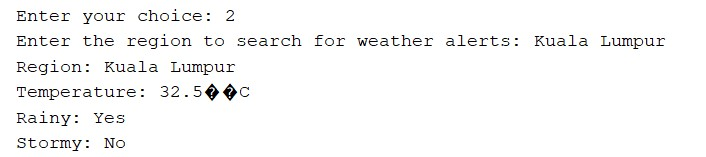 Enter your choice: 2
Enter the region to search for weather alerts: Kuala Lumpur
Region: Kuala Lumpur
Temperature: 32.5��C
Rainy: Yes
Stormy: No